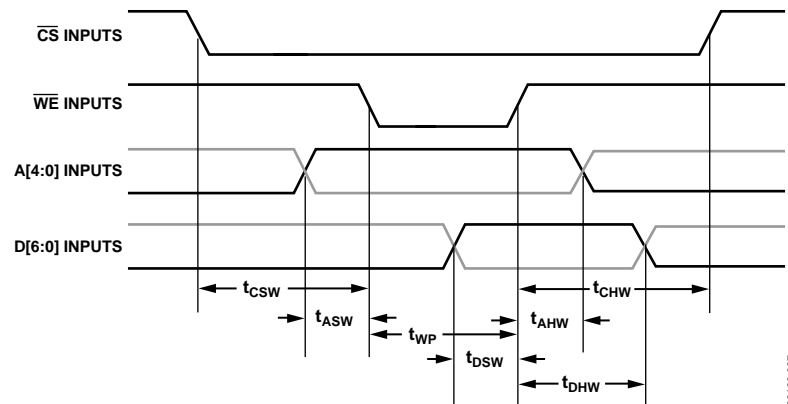 CS INPUTS
WE INPUTS
A[4:0] INPUTS
D[6:0] INPUTS
tCSW
tCHW
tASW
tAHW
tWP
tDSW
tDHW